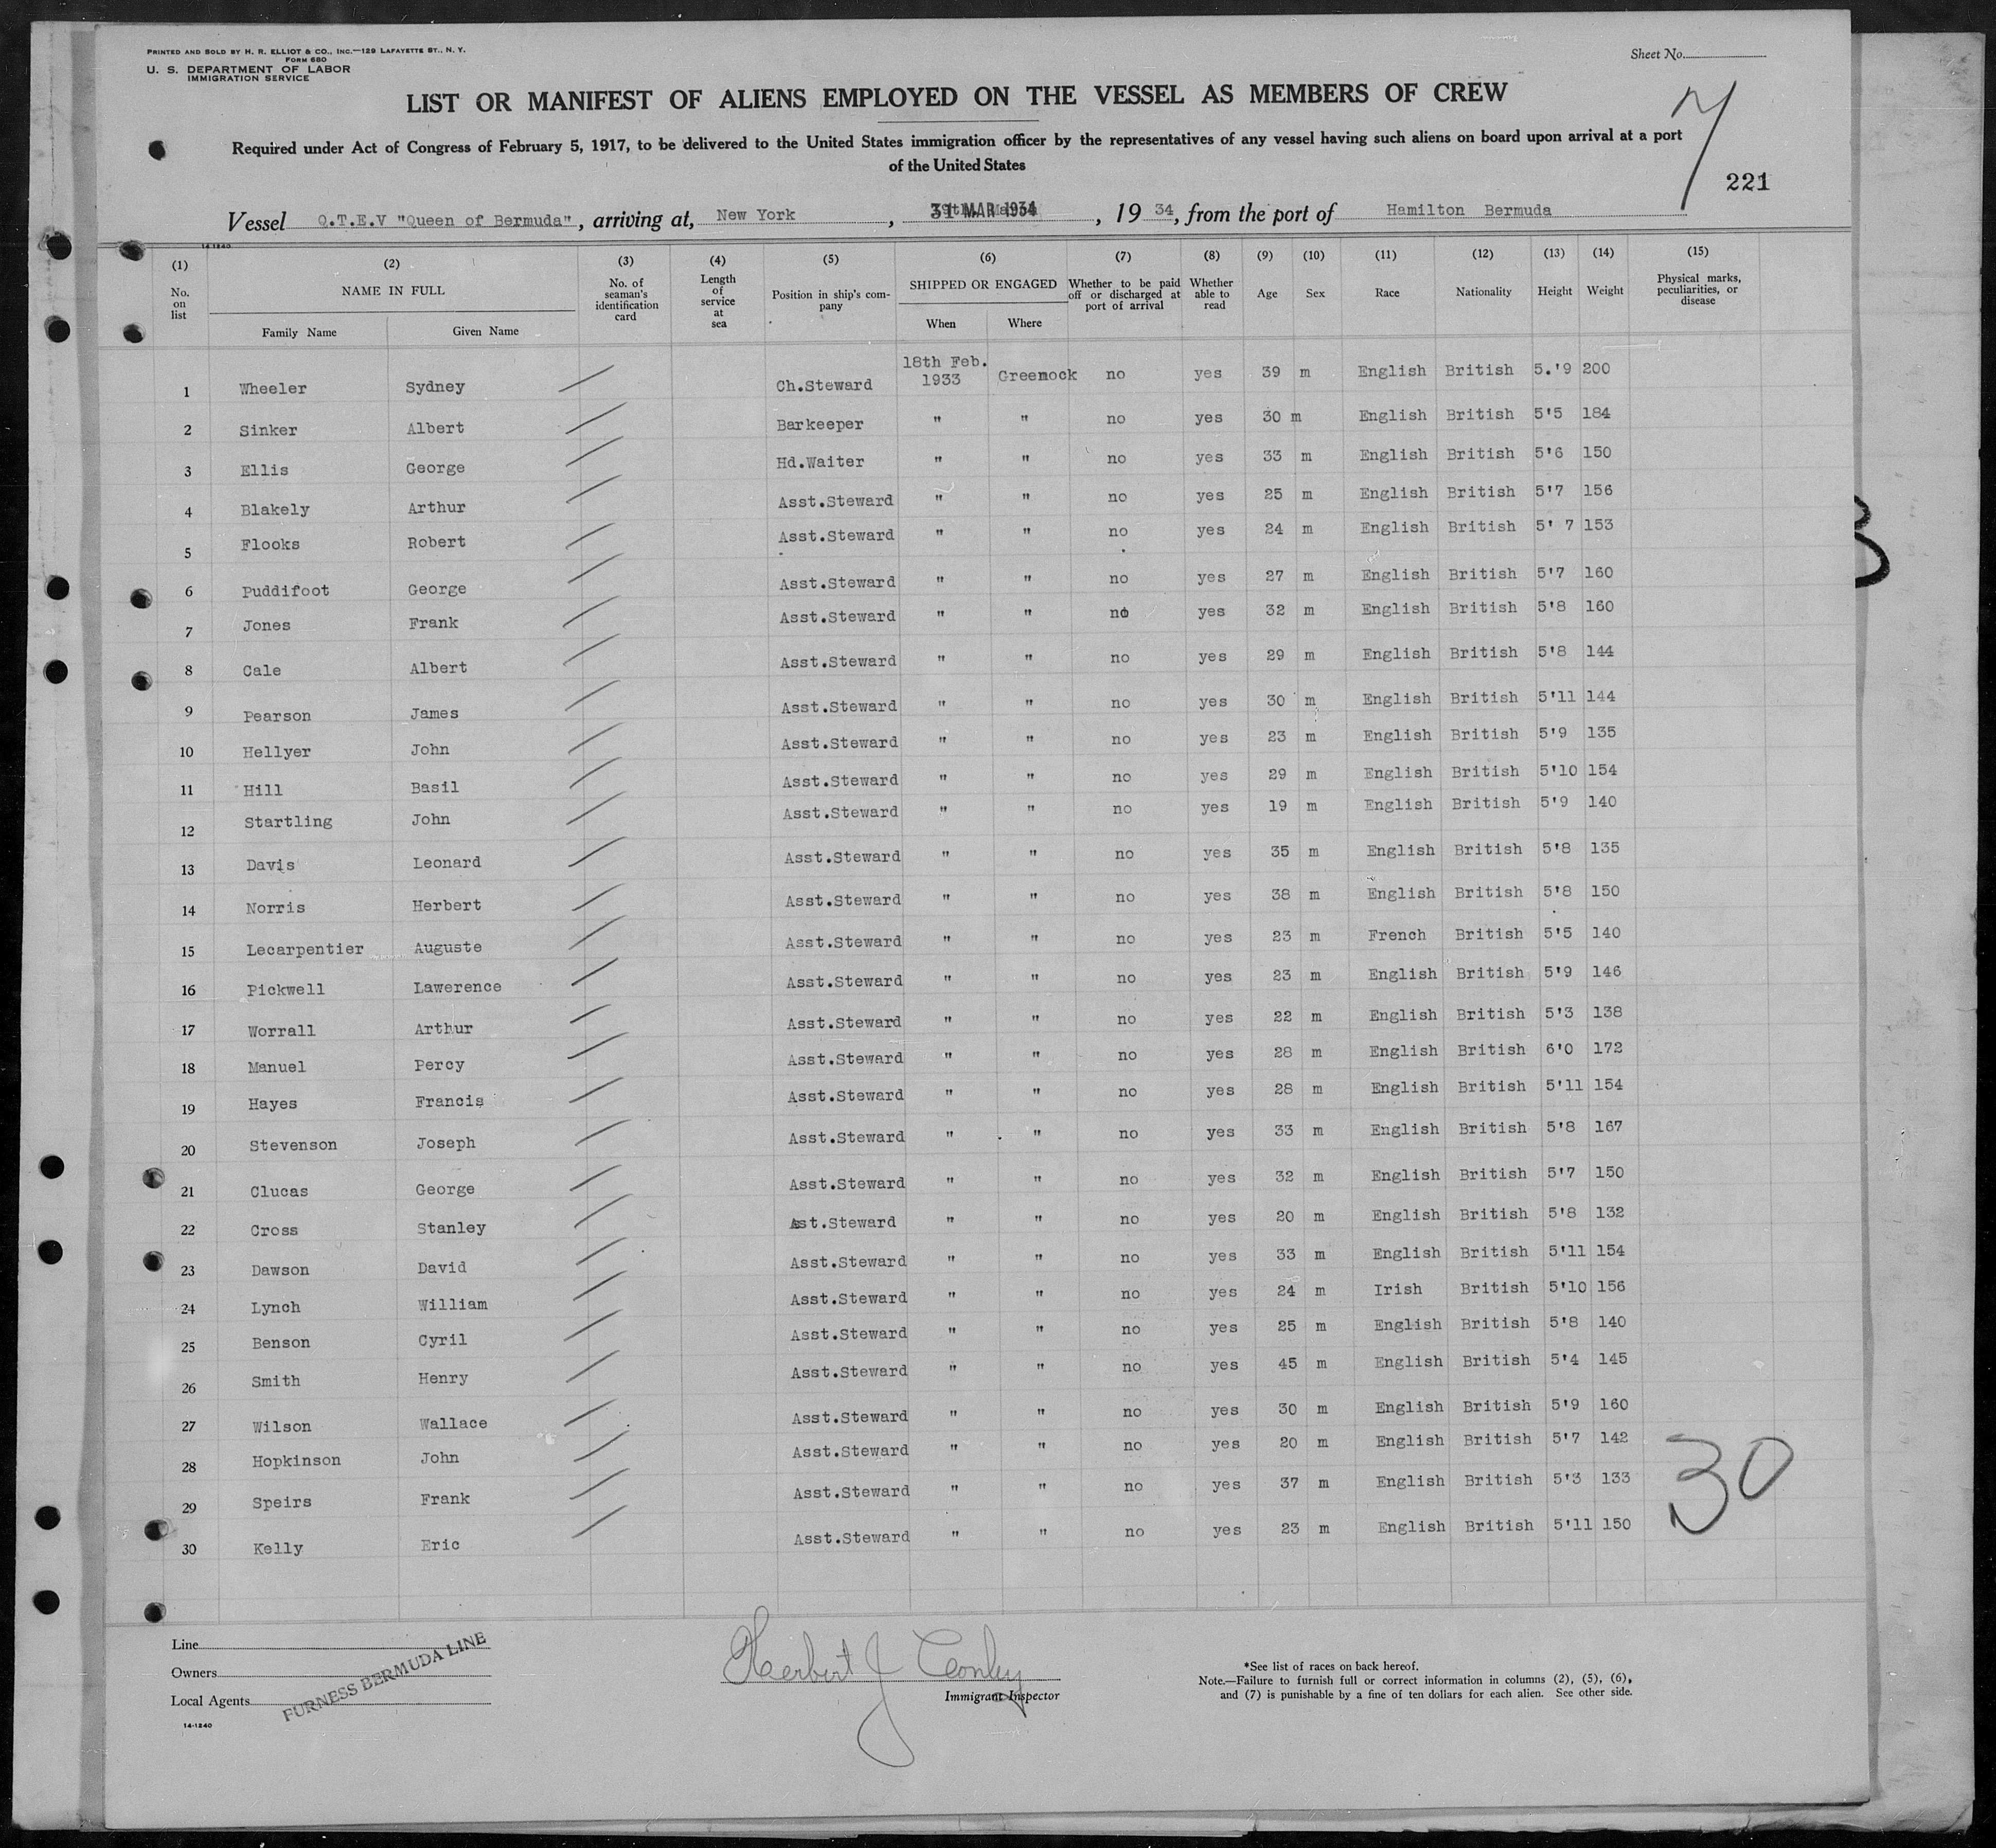 PRINTED AND SOLD BY H. R. ELLIOT & CO., INC.—129 LAFAYETTE ST., N. Y.
FORM 680
U. S. DEPARTMENT OF LABOR
IMMIGRATION SERVICE
Sheet No.
LIST OR MANIFEST OF ALIENS EMPLOYED ON THE VESSEL AS MEMBERS OF CREW
7
Required under Act of Congress of February 5, 1917, to be delivered to the United States immigration officer by the representatives of any vessel having such aliens on board upon arrival at a port
of the United States
221
Vessel Q.T.E.V "Queen of Bermuda", arriving at, New York, 31 MAR 1934, 19 34, from the port of Hamilton Bermuda
14-1240
(1) (2) (3) (4) (5) (6) (7) (8) (9) (10) (11) (12) (13) (14) (15)
No. on list NAME IN FULL Family Name Given Name No. of seaman's identification card Length of service at sea Position in ship's company SHIPPED OR ENGAGED When Where Whether to be paid off or discharged at port of arrival Whether able to read Age Sex Race Nationality Height Weight Physical marks, peculiarities, or disease
1 Wheeler Sydney Ch.Steward 18th Feb. 1933 Greenock no yes 39 m English British 5.'9 200
2 Sinker Albert Barkeeper " " no yes 30 m English British 5'5 184
3 Ellis George Hd.Waiter " " no yes 33 m English British 5'6 150
4 Blakely Arthur Asst.Steward " " no yes 25 m English British 5'7 156
5 Flooks Robert Asst.Steward " " no yes 24 m English British 5' 7 153
6 Puddifoot George Asst.Steward " " no yes 27 m English British 5'7 160
7 Jones Frank Asst.Steward " " no yes 32 m English British 5'8 160
8 Cale Albert Asst.Steward " " no yes 29 m English British 5'8 144
9 Pearson James Asst.Steward " " no yes 30 m English British 5'11 144
10 Hellyer John Asst.Steward " " no yes 23 m English British 5'9 135
11 Hill Basil Asst.Steward " " no yes 29 m English British 5'10 154
12 Startling John Asst.Steward " " no yes 19 m English British 5'9 140
13 Davis Leonard Asst.Steward " " no yes 35 m English British 5'8 135
14 Norris Herbert Asst.Steward " " no yes 38 m English British 5'8 150
15 Lecarpentier Auguste Asst.Steward " " no yes 23 m French British 5'5 140
16 Pickwell Lawerence Asst.Steward " " no yes 23 m English British 5'9 146
17 Worrall Arthur Asst.Steward " " no yes 22 m English British 5'3 138
18 Manuel Percy Asst.Steward " " no yes 28 m English British 6'0 172
19 Hayes Francis Asst.Steward " " no yes 28 m English British 5'11 154
20 Stevenson Joseph Asst.Steward " " no yes 33 m English British 5'8 167
21 Clucas George Asst.Steward " " no yes 32 m English British 5'7 150
22 Cross Stanley Asst.Steward " " no yes 20 m English British 5'8 132
23 Dawson David Asst.Steward " " no yes 33 m English British 5'11 154
24 Lynch William Asst.Steward " " no yes 24 m Irish British 5'10 156
25 Benson Cyril Asst.Steward " " no yes 25 m English British 5'8 140
26 Smith Henry Asst.Steward " " no yes 45 m English British 5'4 145
27 Wilson Wallace Asst.Steward " " no yes 30 m English British 5'9 160
28 Hopkinson John Asst.Steward " " no yes 20 m English British 5'7 142
29 Speirs Frank Asst.Steward " " no yes 37 m English British 5'3 133
30 Kelly Eric Asst.Steward " " no yes 23 m English British 5'11 150
30
Line
Owners
Local Agents
FURNESS BERMUDA LINE
14-1240
Herbert J Conley
Immigrant Inspector
*See list of races on back hereof.
Note.—Failure to furnish full or correct information in columns (2), (5), (6),
and (7) is punishable by a fine of ten dollars for each alien. See other side.